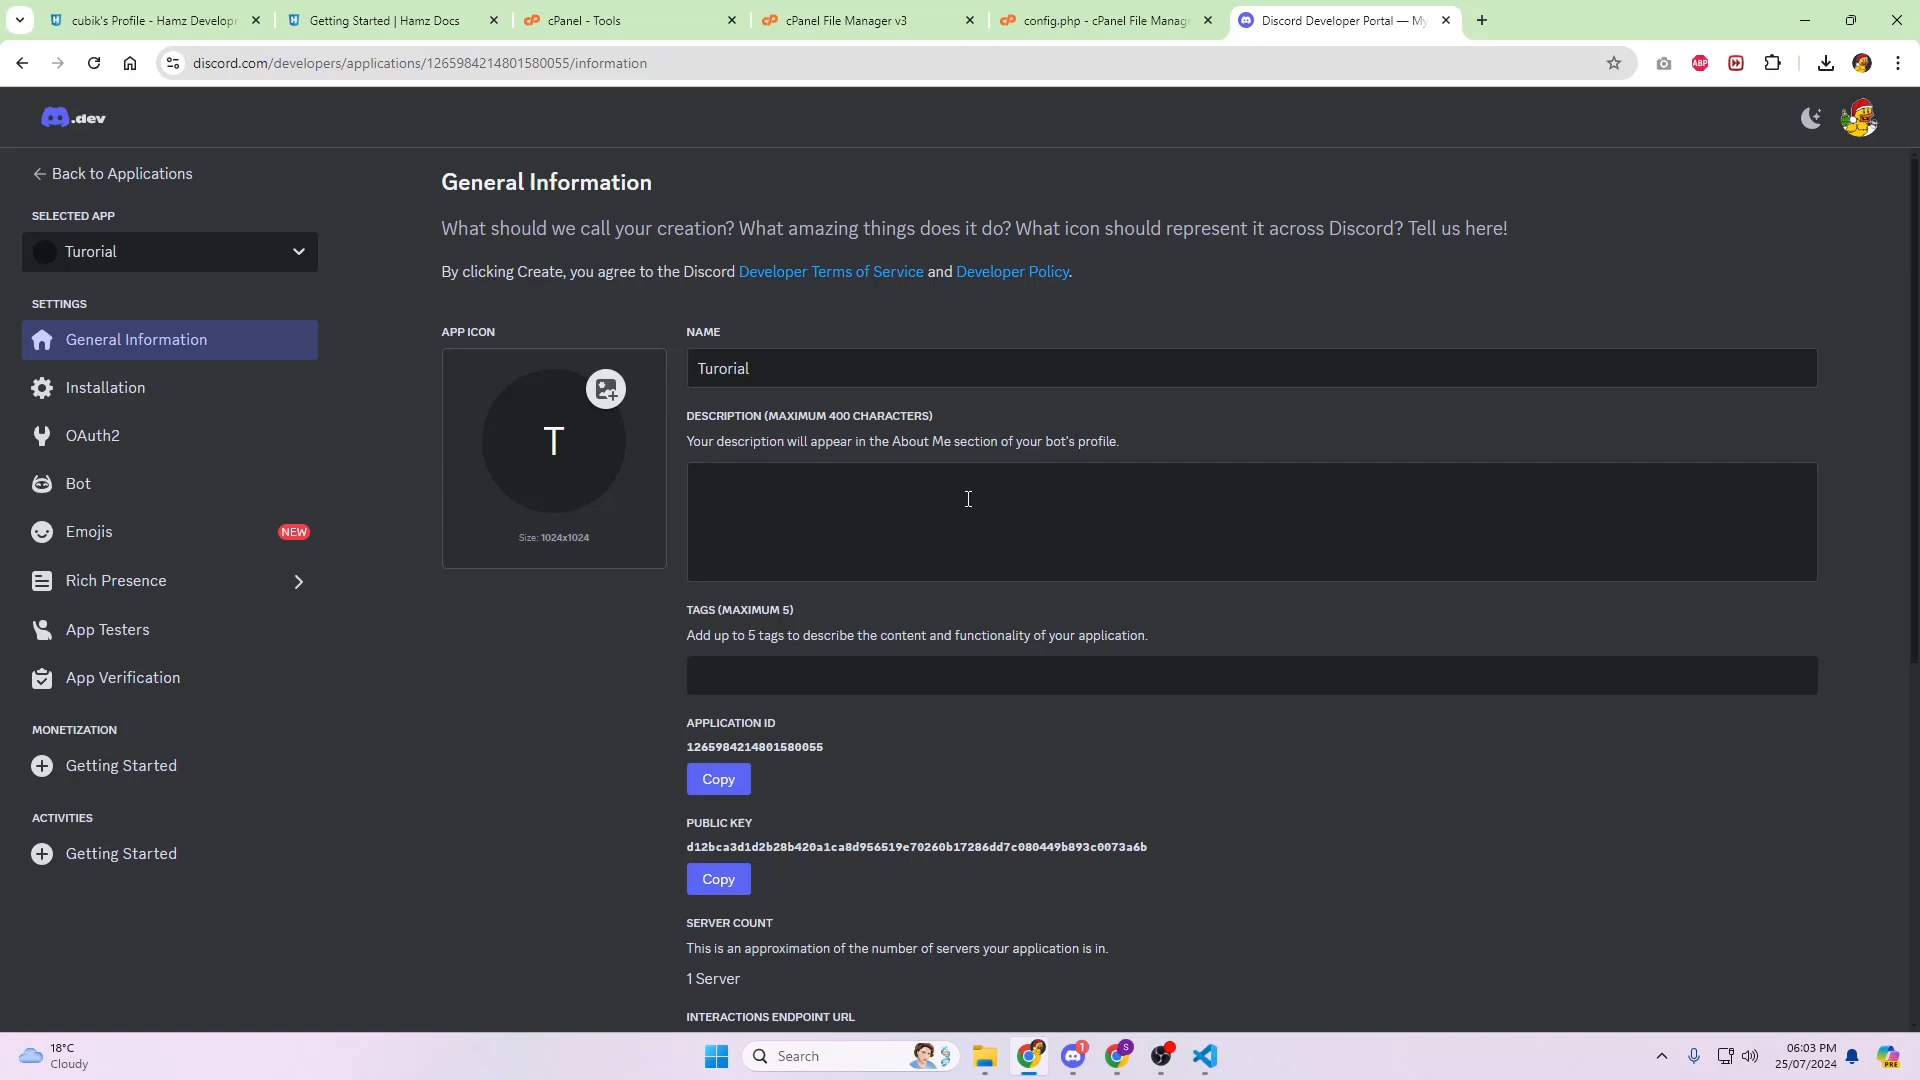 cubik's Profile - Hamz Develop
Getting Started | Hamz Docs
cPanel - Tools
cPanel File Manager v3
config.php - cPanel File Manag
Discord Developer Portal — My
discord.com/developers/applications/1265984214801580055/information
ABP
.dev
Back to Applications
SELECTED APP
Turorial
SETTINGS
General Information
Installation
OAuth2
Bot
Emojis
NEW
Rich Presence
App Testers
App Verification
MONETIZATION
Getting Started
ACTIVITIES
Getting Started
General Information
What should we call your creation? What amazing things does it do? What icon should represent it across Discord? Tell us here!
By clicking Create, you agree to the Discord Developer Terms of Service and Developer Policy.
APP ICON
T
Size: 1024x1024
NAME
Turorial
DESCRIPTION (MAXIMUM 400 CHARACTERS)
Your description will appear in the About Me section of your bot's profile.
TAGS (MAXIMUM 5)
Add up to 5 tags to describe the content and functionality of your application.
APPLICATION ID
1265984214801580055
Copy
PUBLIC KEY
d12bca3d1d2b28b420a1ca8d956519e70260b17286dd7c080449b893c0073a6b
Copy
SERVER COUNT
This is an approximation of the number of servers your application is in.
1 Server
INTERACTIONS ENDPOINT URL
18°C
Cloudy
Search
1
S
06:03 PM
25/07/2024
PRE